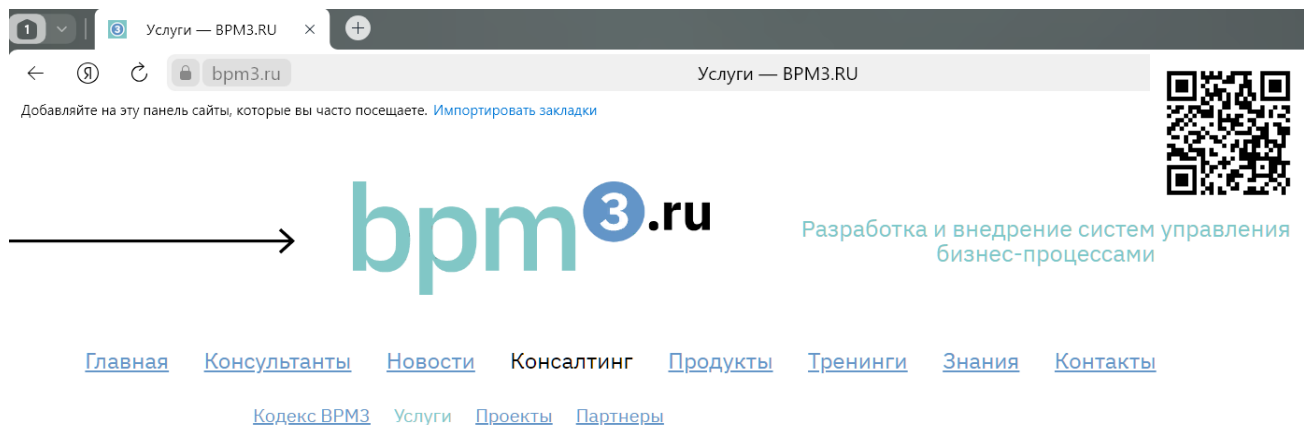 1
3 Услуги — BPM3.RU
Я bpm3.ru Услуги — BPM3.RU
Добавляйте на эту панель сайты, которые вы часто посещаете. Импортировать закладки
bpm3.ru
Разработка и внедрение систем управления
бизнес-процессами
Главная Консультанты Новости Консалтинг Продукты Тренинги Знания Контакты
Кодекс BPM3 Услуги Проекты Партнеры